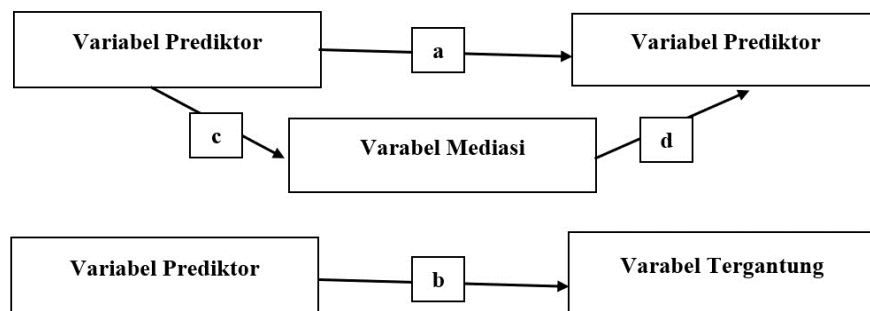 Variabel Prediktor
a
Variabel Prediktor
c
Varabel Mediasi
d
Variabel Prediktor
b
Varabel Tergantung